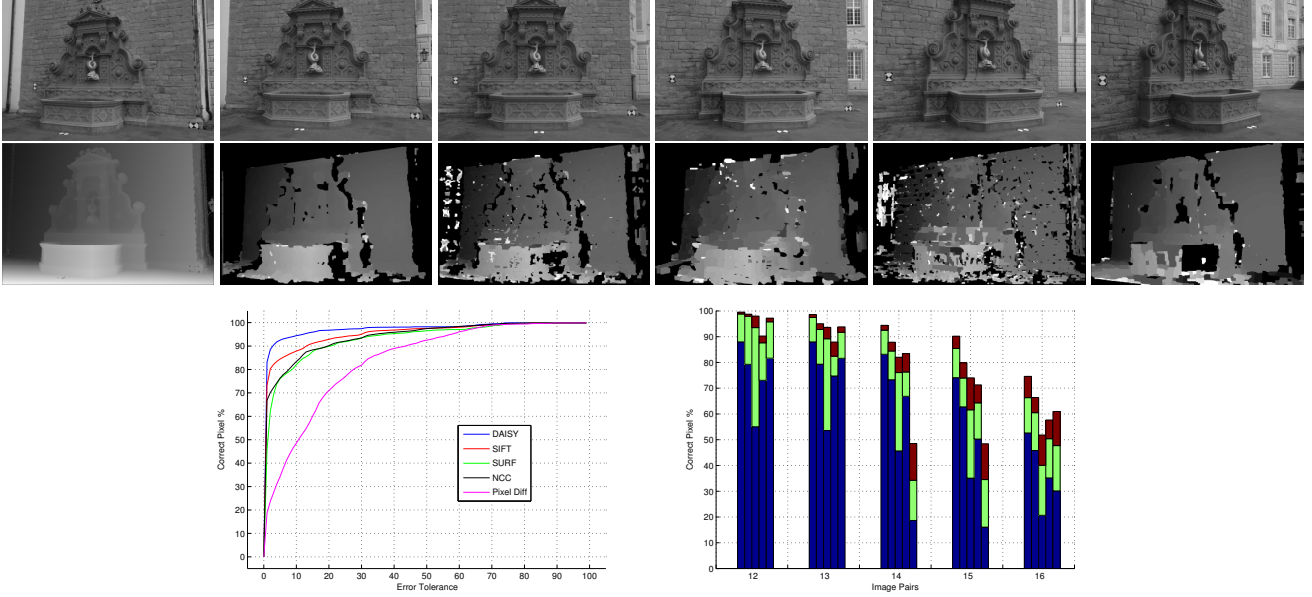 100
90
80
70
60
50
40
30
20
10
0
Correct Pixel %
0 10 20 30 40 50 60 70 80 90 100
Error Tolerance
DAISY
SIFT
SURF
NCC
Pixel Diff
100
90
80
70
60
50
40
30
20
10
0
Correct Pixel %
12 13 14 15 16
Image Pairs